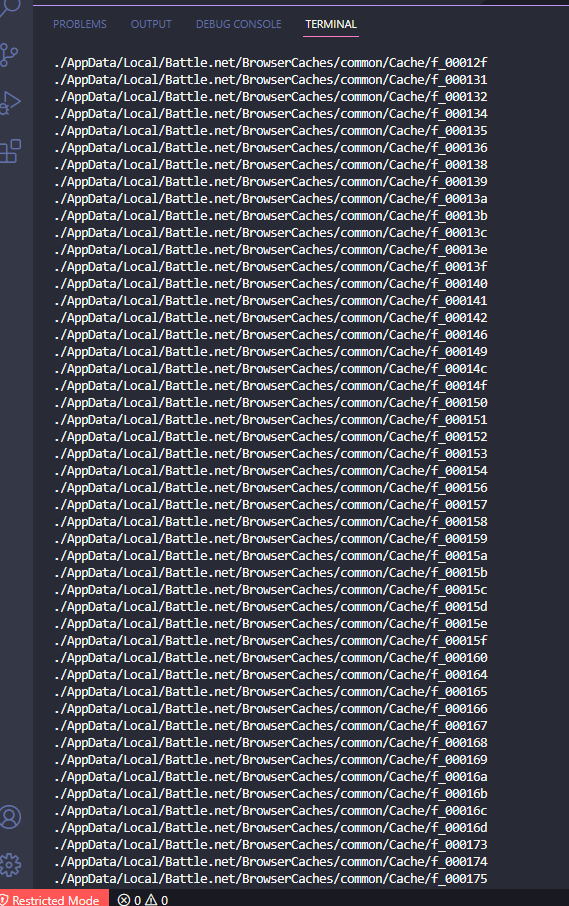 PROBLEMS OUTPUT DEBUG CONSOLE TERMINAL
./AppData/Local/Battle.net/BrowserCaches/common/Cache/f_00012f
./AppData/Local/Battle.net/BrowserCaches/common/Cache/f_000131
./AppData/Local/Battle.net/BrowserCaches/common/Cache/f_000132
./AppData/Local/Battle.net/BrowserCaches/common/Cache/f_000134
./AppData/Local/Battle.net/BrowserCaches/common/Cache/f_000135
./AppData/Local/Battle.net/BrowserCaches/common/Cache/f_000136
./AppData/Local/Battle.net/BrowserCaches/common/Cache/f_000138
./AppData/Local/Battle.net/BrowserCaches/common/Cache/f_000139
./AppData/Local/Battle.net/BrowserCaches/common/Cache/f_00013a
./AppData/Local/Battle.net/BrowserCaches/common/Cache/f_00013b
./AppData/Local/Battle.net/BrowserCaches/common/Cache/f_00013c
./AppData/Local/Battle.net/BrowserCaches/common/Cache/f_00013e
./AppData/Local/Battle.net/BrowserCaches/common/Cache/f_00013f
./AppData/Local/Battle.net/BrowserCaches/common/Cache/f_000140
./AppData/Local/Battle.net/BrowserCaches/common/Cache/f_000141
./AppData/Local/Battle.net/BrowserCaches/common/Cache/f_000142
./AppData/Local/Battle.net/BrowserCaches/common/Cache/f_000146
./AppData/Local/Battle.net/BrowserCaches/common/Cache/f_000149
./AppData/Local/Battle.net/BrowserCaches/common/Cache/f_00014c
./AppData/Local/Battle.net/BrowserCaches/common/Cache/f_00014f
./AppData/Local/Battle.net/BrowserCaches/common/Cache/f_000150
./AppData/Local/Battle.net/BrowserCaches/common/Cache/f_000151
./AppData/Local/Battle.net/BrowserCaches/common/Cache/f_000152
./AppData/Local/Battle.net/BrowserCaches/common/Cache/f_000153
./AppData/Local/Battle.net/BrowserCaches/common/Cache/f_000154
./AppData/Local/Battle.net/BrowserCaches/common/Cache/f_000156
./AppData/Local/Battle.net/BrowserCaches/common/Cache/f_000157
./AppData/Local/Battle.net/BrowserCaches/common/Cache/f_000158
./AppData/Local/Battle.net/BrowserCaches/common/Cache/f_000159
./AppData/Local/Battle.net/BrowserCaches/common/Cache/f_00015a
./AppData/Local/Battle.net/BrowserCaches/common/Cache/f_00015b
./AppData/Local/Battle.net/BrowserCaches/common/Cache/f_00015c
./AppData/Local/Battle.net/BrowserCaches/common/Cache/f_00015d
./AppData/Local/Battle.net/BrowserCaches/common/Cache/f_00015e
./AppData/Local/Battle.net/BrowserCaches/common/Cache/f_00015f
./AppData/Local/Battle.net/BrowserCaches/common/Cache/f_000160
./AppData/Local/Battle.net/BrowserCaches/common/Cache/f_000164
./AppData/Local/Battle.net/BrowserCaches/common/Cache/f_000165
./AppData/Local/Battle.net/BrowserCaches/common/Cache/f_000166
./AppData/Local/Battle.net/BrowserCaches/common/Cache/f_000167
./AppData/Local/Battle.net/BrowserCaches/common/Cache/f_000168
./AppData/Local/Battle.net/BrowserCaches/common/Cache/f_000169
./AppData/Local/Battle.net/BrowserCaches/common/Cache/f_00016a
./AppData/Local/Battle.net/BrowserCaches/common/Cache/f_00016b
./AppData/Local/Battle.net/BrowserCaches/common/Cache/f_00016c
./AppData/Local/Battle.net/BrowserCaches/common/Cache/f_00016d
./AppData/Local/Battle.net/BrowserCaches/common/Cache/f_000173
./AppData/Local/Battle.net/BrowserCaches/common/Cache/f_000174
./AppData/Local/Battle.net/BrowserCaches/common/Cache/f_000175
Restricted Mode 0 0